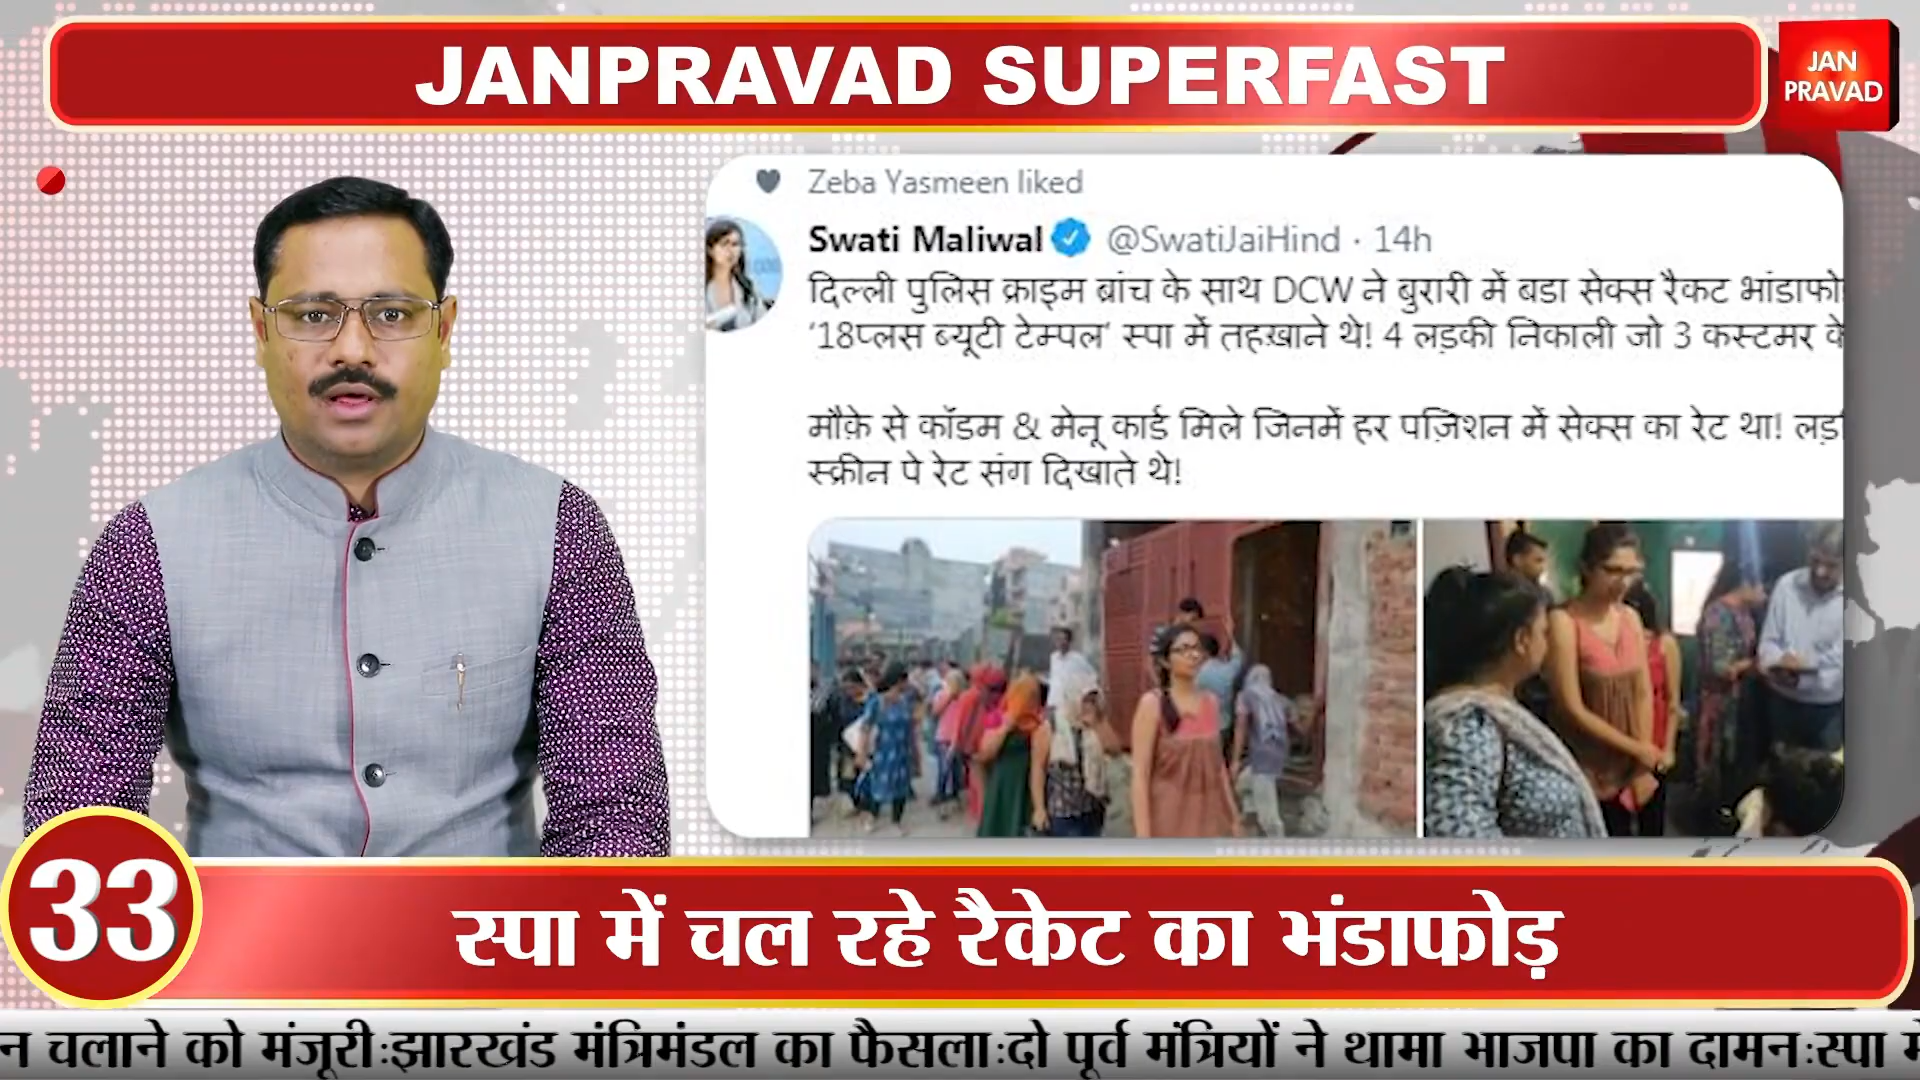 JANPRAVAD SUPERFAST
JAN
PRAVAD
Zeba Yasmeen liked
Swati Maliwal @SwatiJaiHind · 14h
दिल्ली पुलिस क्राइम ब्रांच के साथ DCW ने बुरारी में बडा सेक्स रैकट भांडाफो
'18प्लस ब्यूटी टेम्पल' स्पा में तहख़ाने थे! 4 लड़की निकाली जो 3 कस्टमर के
मौक़े से कॉडम & मेनू कार्ड मिले जिनमें हर पज़िशन में सेक्स का रेट था! लड़
स्क्रीन पे रेट संग दिखाते थे!
33
स्पा में चल रहे रैकेट का भंडाफोड़
न चलाने को मंजूरी:झारखंड मंत्रिमंडल का फैसला:दो पूर्व मंत्रियों ने थामा भाजपा का दामन:स्पा में